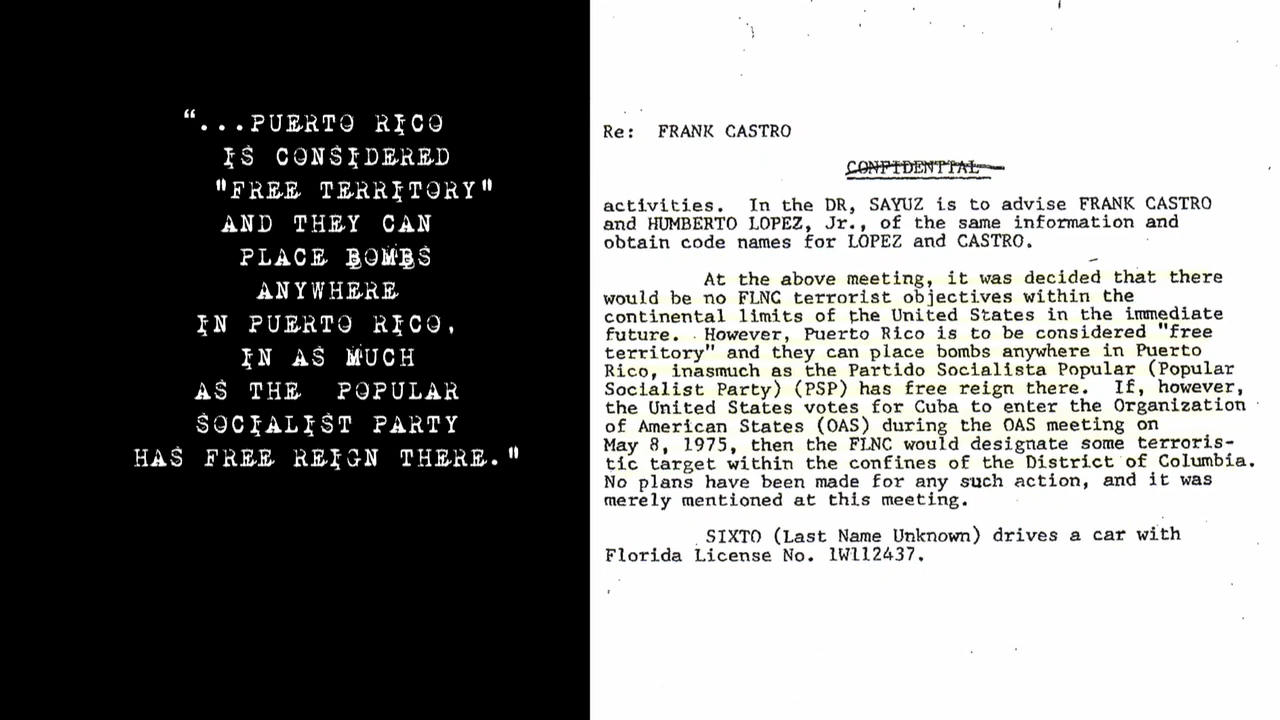 "...PUERTO RICO
IS CONSIDERED
"FREE TERRITORY"
AND THEY CAN
PLACE BOMBS
ANYWHERE
IN PUERTO RICO,
IN AS MUCH
AS THE POPULAR
SOCIALIST PARTY
HAS FREE REIGN THERE."
Re: FRANK CASTRO
CONFIDENTIAL
activities. In the DR, SAYUZ is to advise FRANK CASTRO
and HUMBERTO LOPEZ, Jr., of the same information and
obtain code names for LOPEZ and CASTRO.
At the above meeting, it was decided that there
would be no FLNC terrorist objectives within the
continental limits of the United States in the immediate
future. However, Puerto Rico is to be considered "free
territory" and they can place bombs anywhere in Puerto
Rico, inasmuch as the Partido Socialista Popular (Popular
Socialist Party) (PSP) has free reign there. If, however,
the United States votes for Cuba to enter the Organization
of American States (OAS) during the OAS meeting on
May 8, 1975, then the FLNC would designate some terroris-
tic target within the confines of the District of Columbia.
No plans have been made for any such action, and it was
merely mentioned at this meeting.
SIXTO (Last Name Unknown) drives a car with
Florida License No. 1W112437.